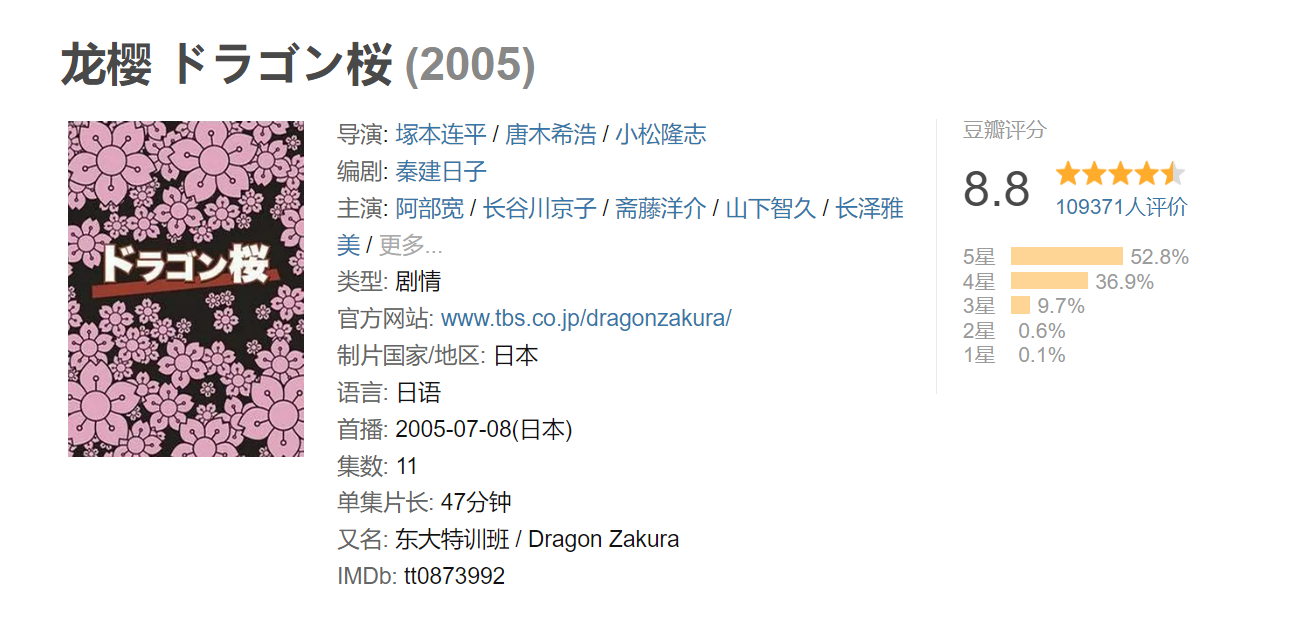 龙樱 ドラゴン桜 (2005)
ドラゴン桜
导演: 塚本连平 / 唐木希浩 / 小松隆志
编剧: 秦建日子
主演: 阿部宽 / 长谷川京子 / 斋藤洋介 / 山下智久 / 长泽雅
美 / 更多...
类型: 剧情
官方网站: www.tbs.co.jp/dragonzakura/
制片国家/地区: 日本
语言: 日语
首播: 2005-07-08(日本)
集数: 11
单集片长: 47分钟
又名: 东大特训班 / Dragon Zakura
IMDb: tt0873992
豆瓣评分
8.8
109371人评价
5星 52.8%
4星 36.9%
3星 9.7%
2星 0.6%
1星 0.1%